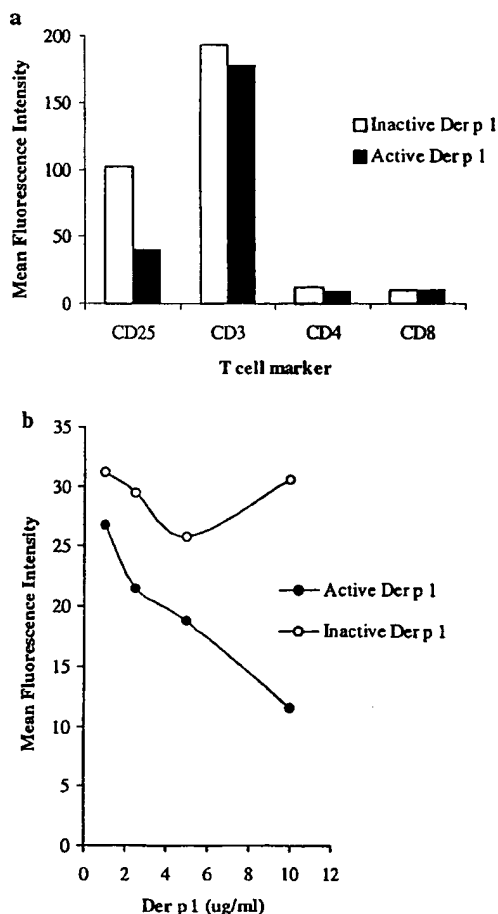 a
200
150
100
50
0
Mean Fluorescence Intensity
Inactive Der p 1
Active Der p 1
CD25 CD3 CD4 CD8
T cell marker
b
35
30
25
20
15
10
5
0
Mean Fluorescence Intensity
Active Der p 1
Inactive Der p 1
0 2 4 6 8 10 12
Der p 1 (ug/ml)